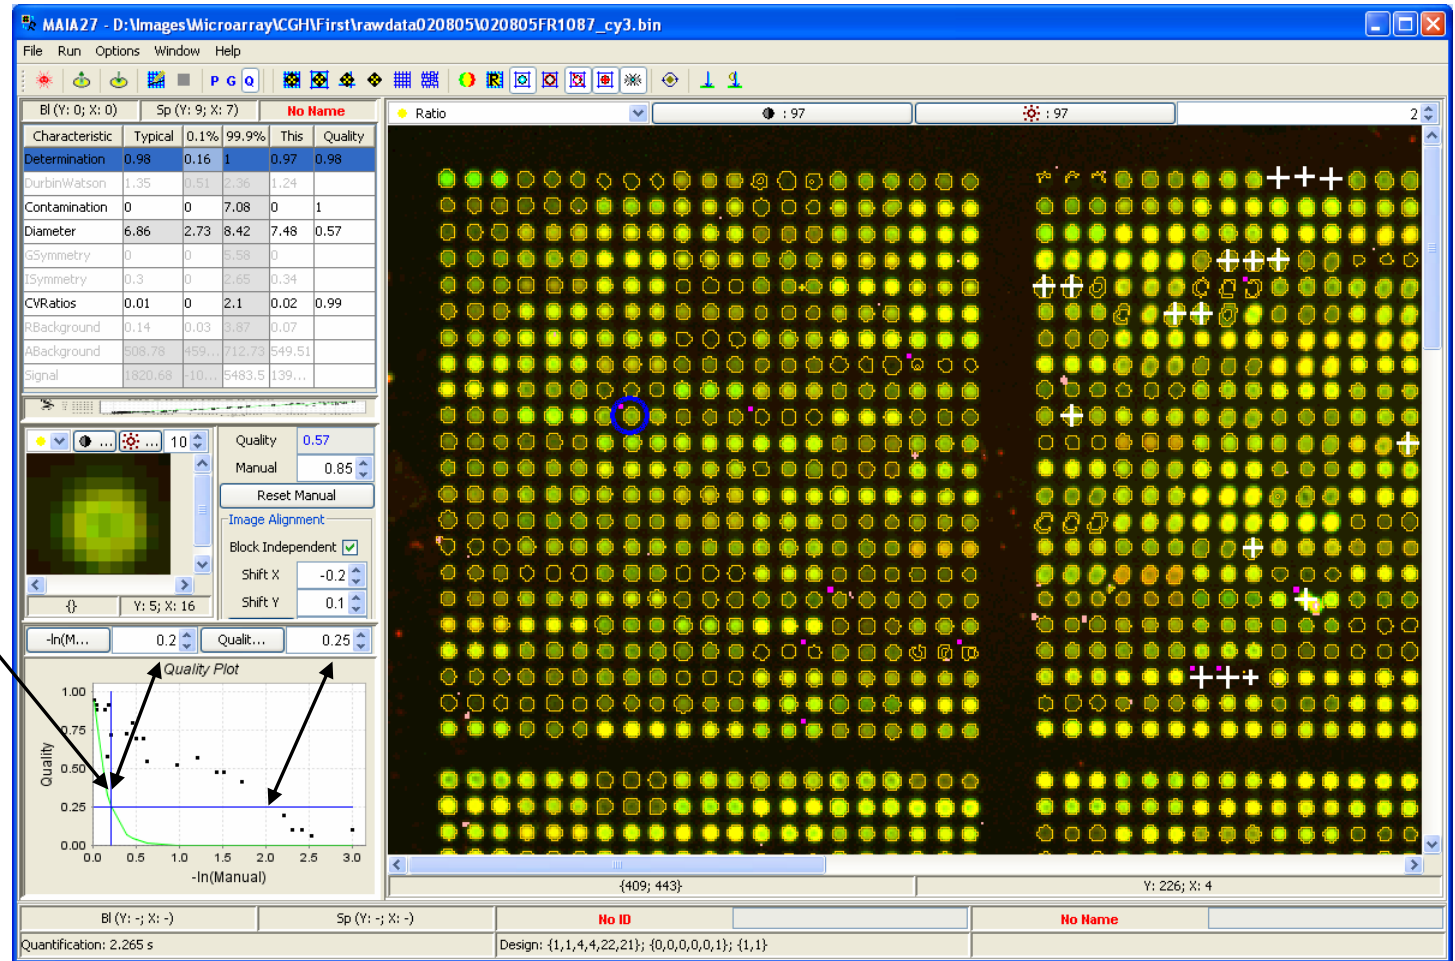 MAIA27 - D:\Images\Microarray\CGH\First\rawdata020805\020805FR1087_cy3.bin
File Run Options Window Help
P G Q
Bl (Y: 0; X: 0) Sp (Y: 9; X: 7) No Name
Ratio : 97 : 97 2
Characteristic Typical 0.1% 99.9% This Quality
Determination 0.98 0.16 1 0.97 0.98
DurbinWatson 1.35 0.51 2.36 1.24
Contamination 0 0 7.08 0 1
Diameter 6.86 2.73 8.42 7.48 0.57
GSymmetry 0 0 5.58 0
ISymmetry 0.3 0 2.65 0.34
CVRatios 0.01 0 2.1 0.02 0.99
RBackground 0.14 0.03 3.87 0.07
ABackground 508.78 459... 712.73 549.51
Signal 1820.68 -10... 5483.5 139...
... ... 10
Quality 0.57
Manual 0.85
Reset Manual
Image Alignment
Block Independent
Shift X -0.2
Shift Y 0.1
{} Y: 5; X: 16
-ln(M... 0.2 Qualit... 0.25
Quality Plot
1.00
0.75
0.50
0.25
0.00
Quality
0.0 0.5 1.0 1.5 2.0 2.5 3.0
-ln(Manual)
{409; 443} Y: 226; X: 4
Bl (Y: -; X: -) Sp (Y: -; X: -) No ID No Name
Quantification: 2.265 s Design: {1,1,4,4,22,21}; {0,0,0,0,0,1}; {1,1}